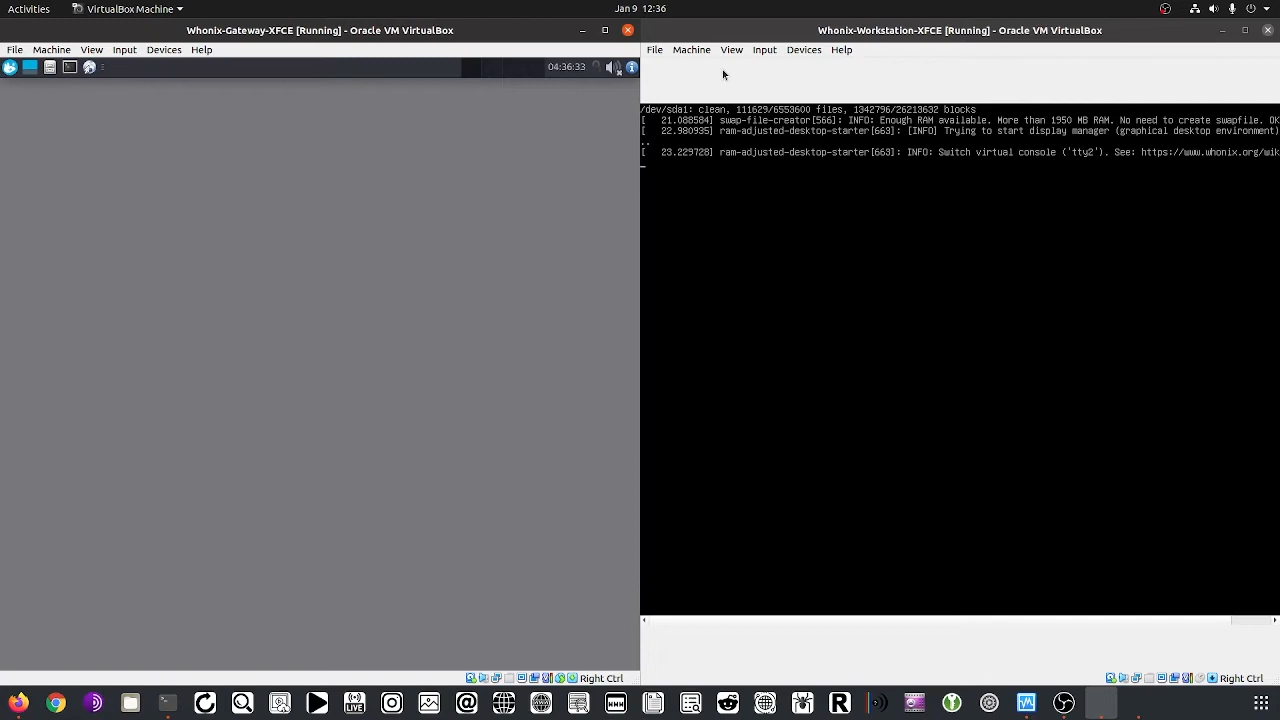 Activities
VirtualBox Machine
Jan 9 12:36
Whonix-Gateway-XFCE [Running] - Oracle VM VirtualBox
File Machine View Input Devices Help
04:36:33
Right Ctrl
Whonix-Workstation-XFCE [Running] - Oracle VM VirtualBox
File Machine View Input Devices Help
/dev/sda1: clean, 111629/6553600 files, 1342796/26213632 blocks
[   21.088584] swap-file-creator[566]: INFO: Enough RAM available. More than 1950 MB RAM. No need to create swapfile. OK
[   22.980935] ram-adjusted-desktop-starter[663]: [INFO] Trying to start display manager (graphical desktop environment)
..
[   23.229728] ram-adjusted-desktop-starter[663]: INFO: Switch virtual console ('tty2'). See: https://www.whonix.org/wik
Right Ctrl
LIVE
WWW
R